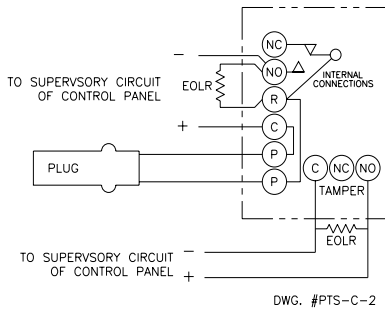 NC
–
NO
INTERNAL
CONNECTIONS
TO SUPERVSORY CIRCUIT
OF CONTROL PANEL
EOLR
R
+
C
P
PLUG
P
C NC NO
TAMPER
EOLR
TO SUPERVSORY CIRCUIT
OF CONTROL PANEL
–
+
DWG. #PTS-C-2